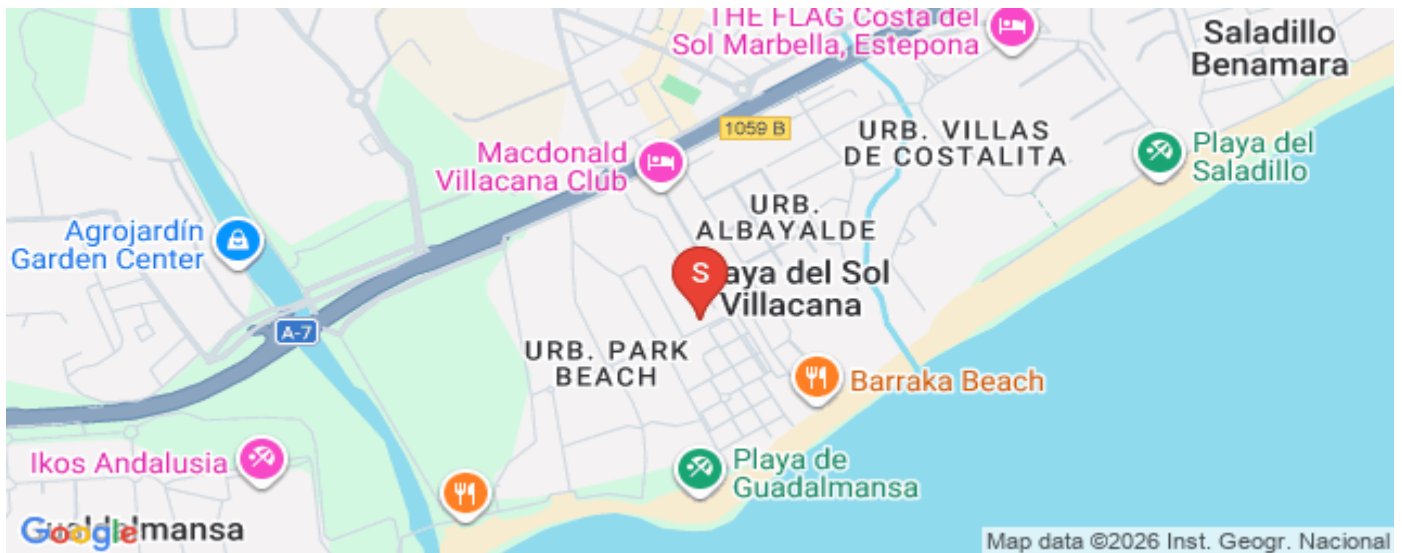 THE FLAG Costa del
Sol Marbella, Estepona
Saladillo
Benamara
1059 B
URB. VILLAS
DE COSTALITA
Playa del
Saladillo
Macdonald
Villacana Club
URB.
ALBAYALDE
Agrojardín
Garden Center
S
aya del Sol
Villacana
A-7
URB. PARK
BEACH
Barraka Beach
Ikos Andalusia
Playa de
Guadalmansa
Google
mansa
Map data ©2026 Inst. Geogr. Nacional